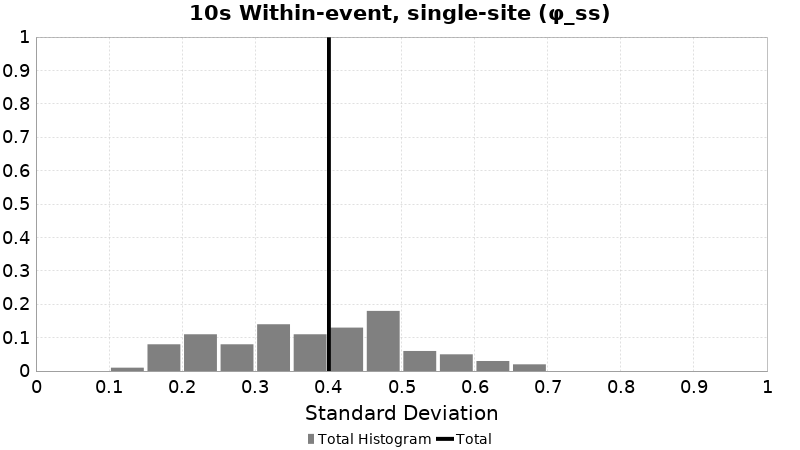 10s Within-event, single-site (φ_ss)
1
0.9
0.8
0.7
0.6
0.5
0.4
0.3
0.2
0.1
0
0 0.1 0.2 0.3 0.4 0.5 0.6 0.7 0.8 0.9 1
Standard Deviation
Total Histogram Total